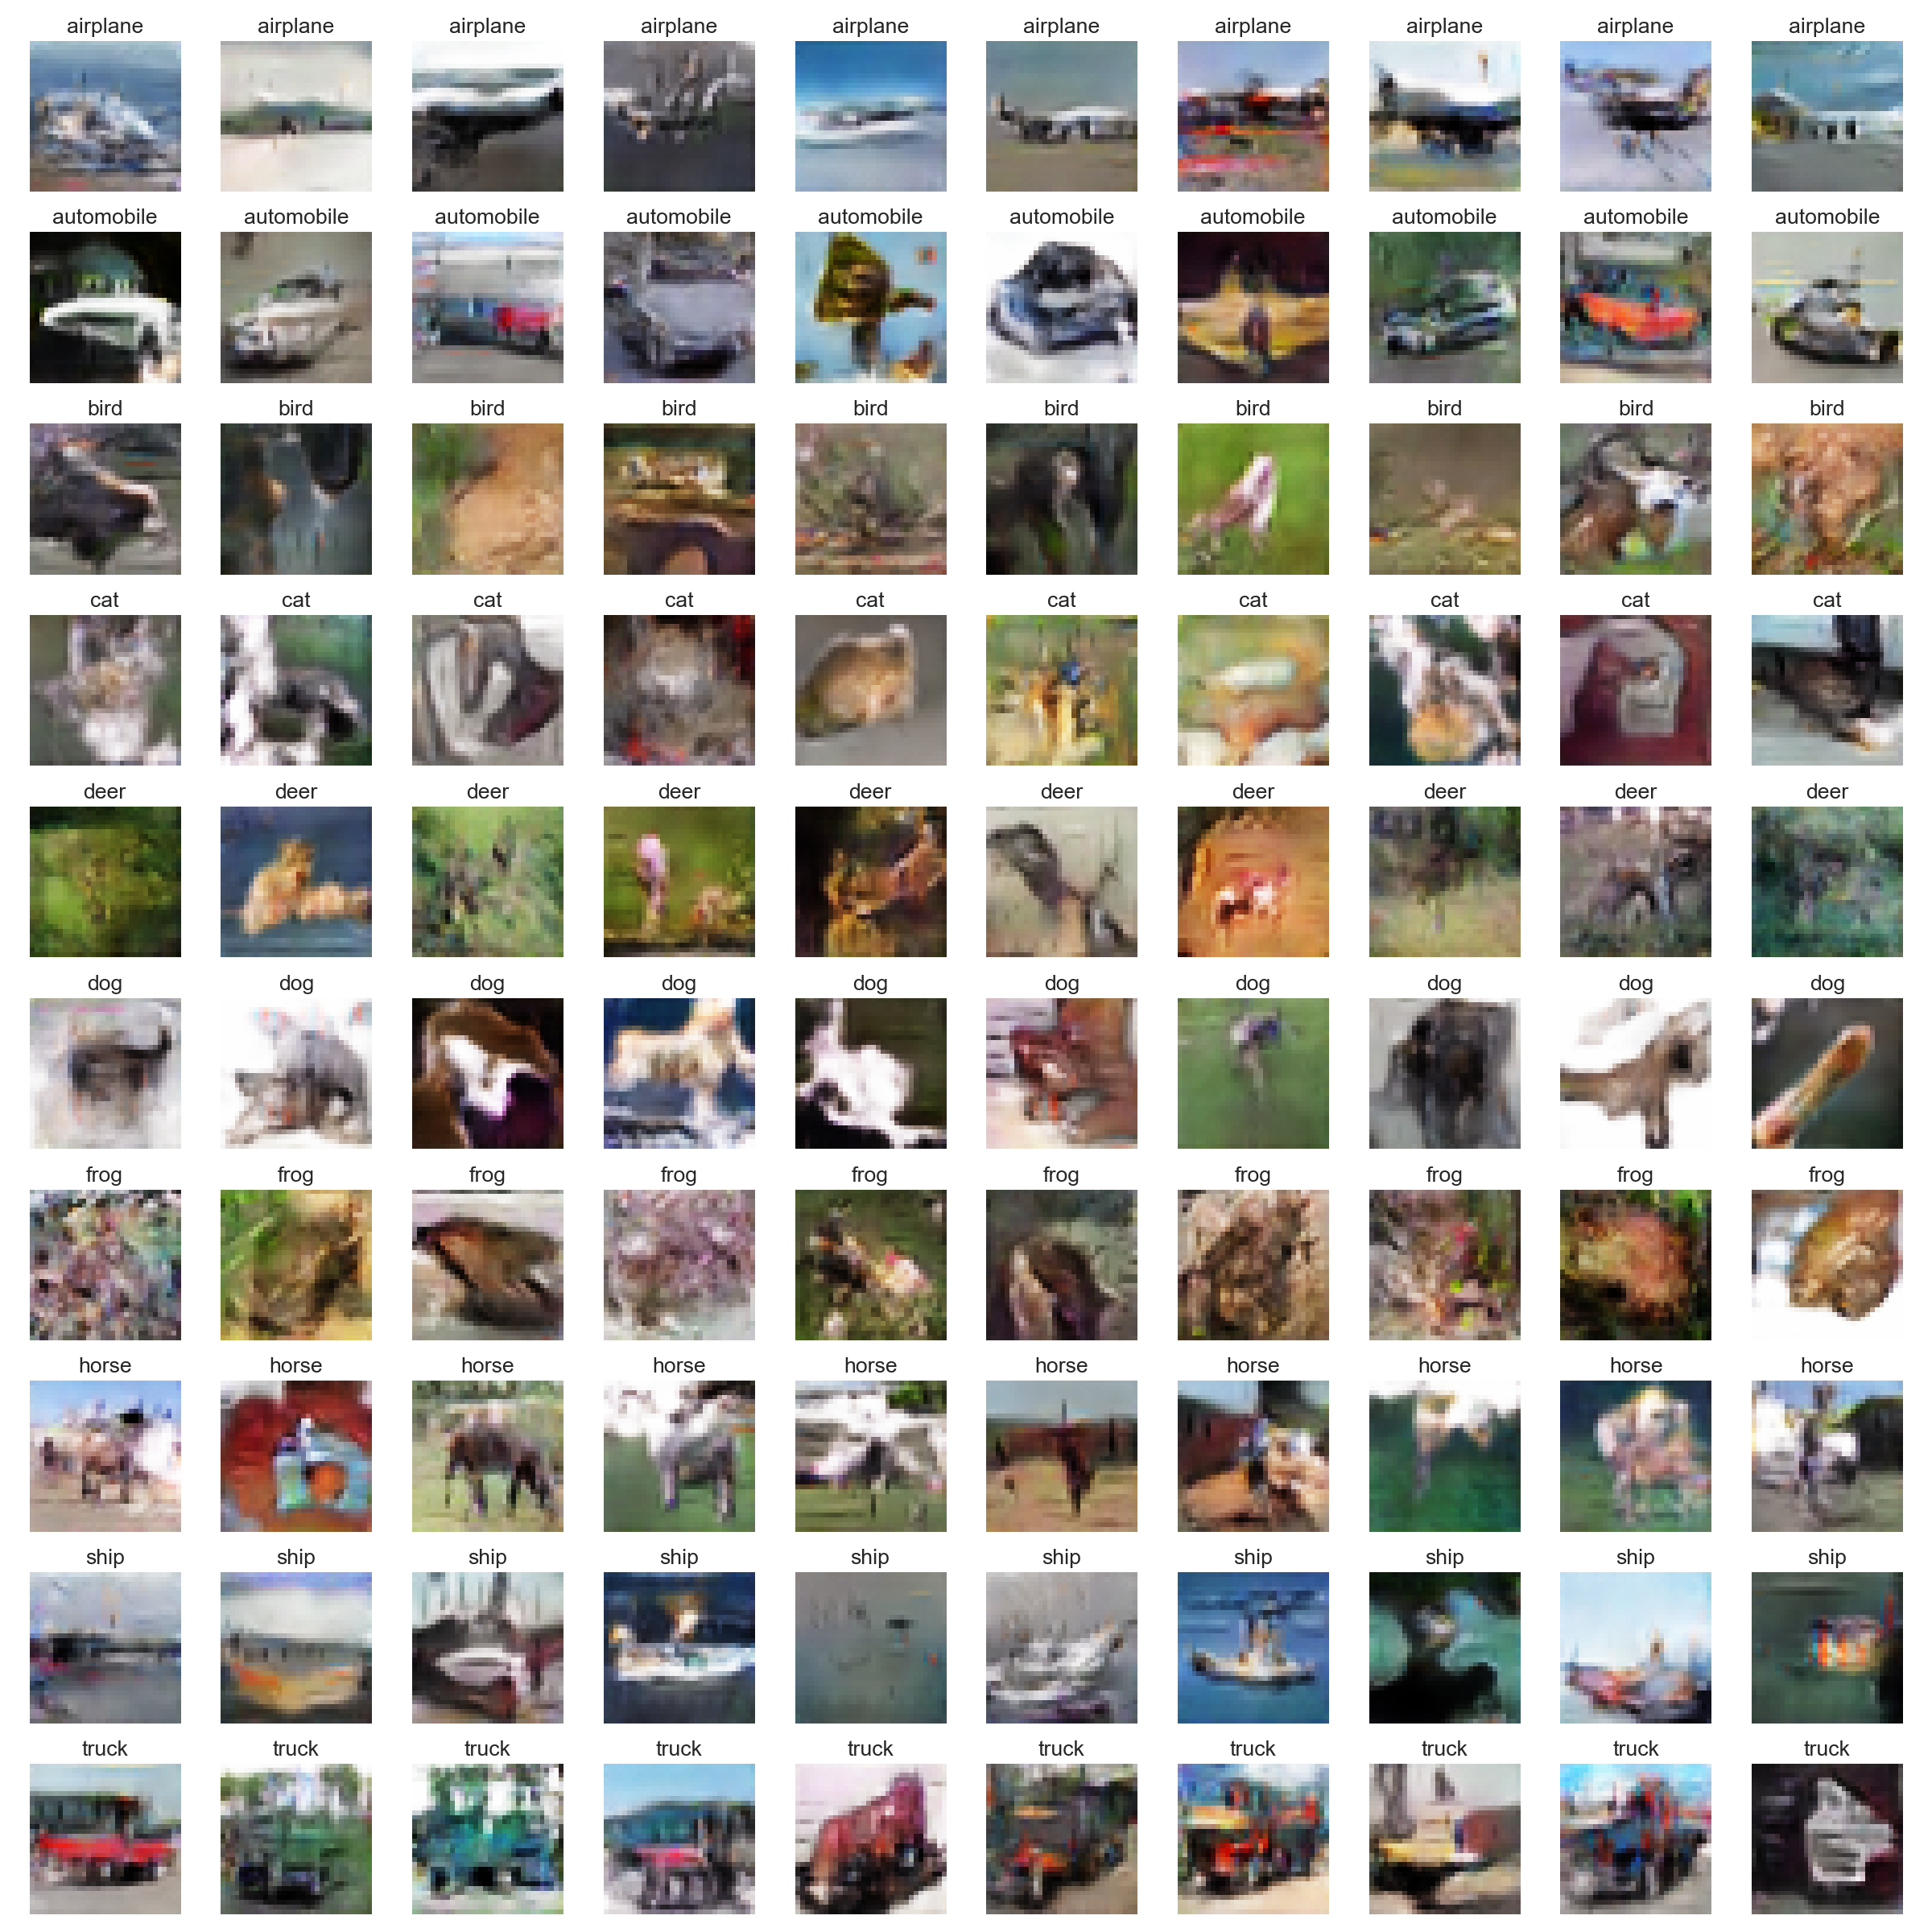 airplane airplane airplane airplane airplane airplane airplane airplane airplane airplane
automobile automobile automobile automobile automobile automobile automobile automobile automobile automobile
bird bird bird bird bird bird bird bird bird bird
cat cat cat cat cat cat cat cat cat cat
deer deer deer deer deer deer deer deer deer deer
dog dog dog dog dog dog dog dog dog dog
frog frog frog frog frog frog frog frog frog frog
horse horse horse horse horse horse horse horse horse horse
ship ship ship ship ship ship ship ship ship ship
truck truck truck truck truck truck truck truck truck truck